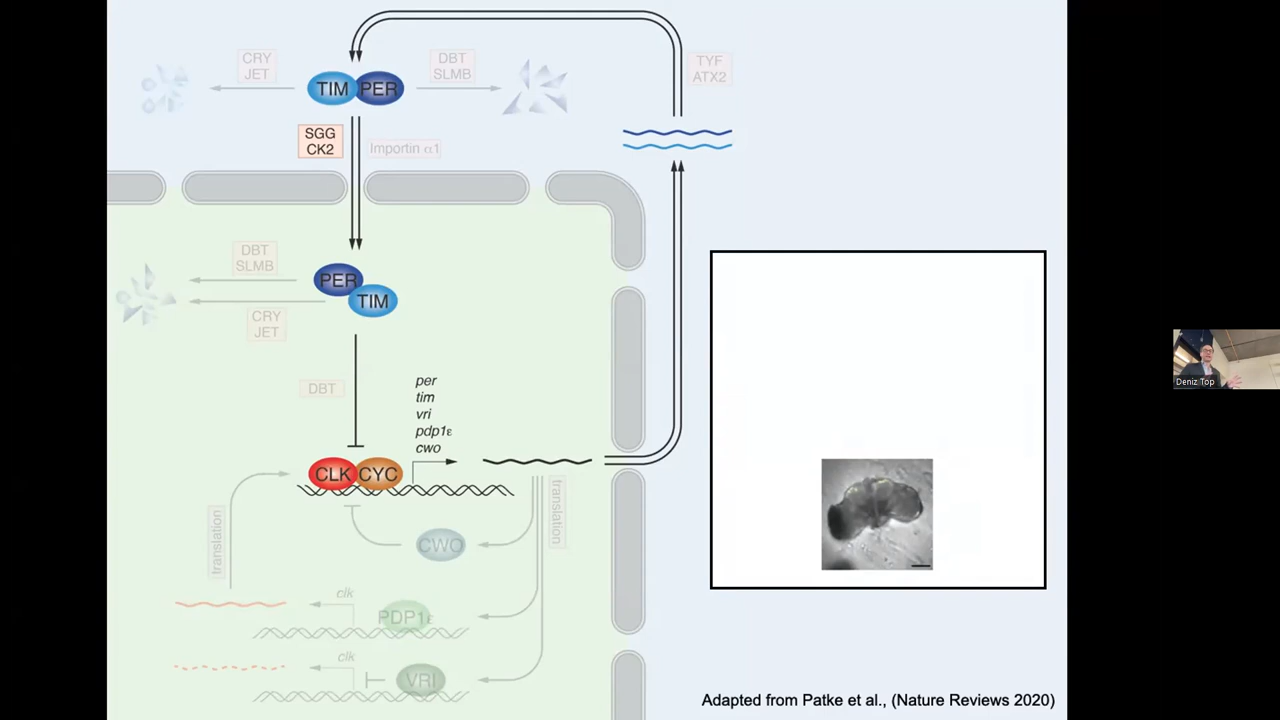 CRY
JET
DBT
SLMB
TYF
ATX2
TIM
PER
SGG
CK2
Importin α1
DBT
SLMB
PER
TIM
CRY
JET
DBT
per
tim
vri
pdp1ε
cwo
CLK
CYC
translation
translation
CWO
clk
PDP1ε
clk
VRI
Deniz Top
Adapted from Patke et al., (Nature Reviews 2020)